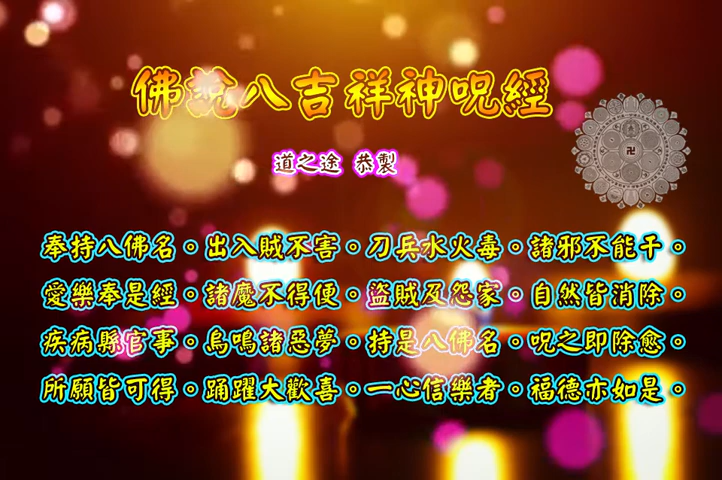 佛說八吉祥神呪經
道之途 恭製
卍
奉持八佛名。出入賊不害。刀兵水火毒。諸邪不能干。
愛樂奉是經。諸魔不得便。盜賊及怨家。自然皆消除。
疾病縣官事。烏鳴諸惡夢。持是八佛名。呪之即除愈。
所願皆可得。踊躍大歡喜。一心信樂者。福德亦如是。